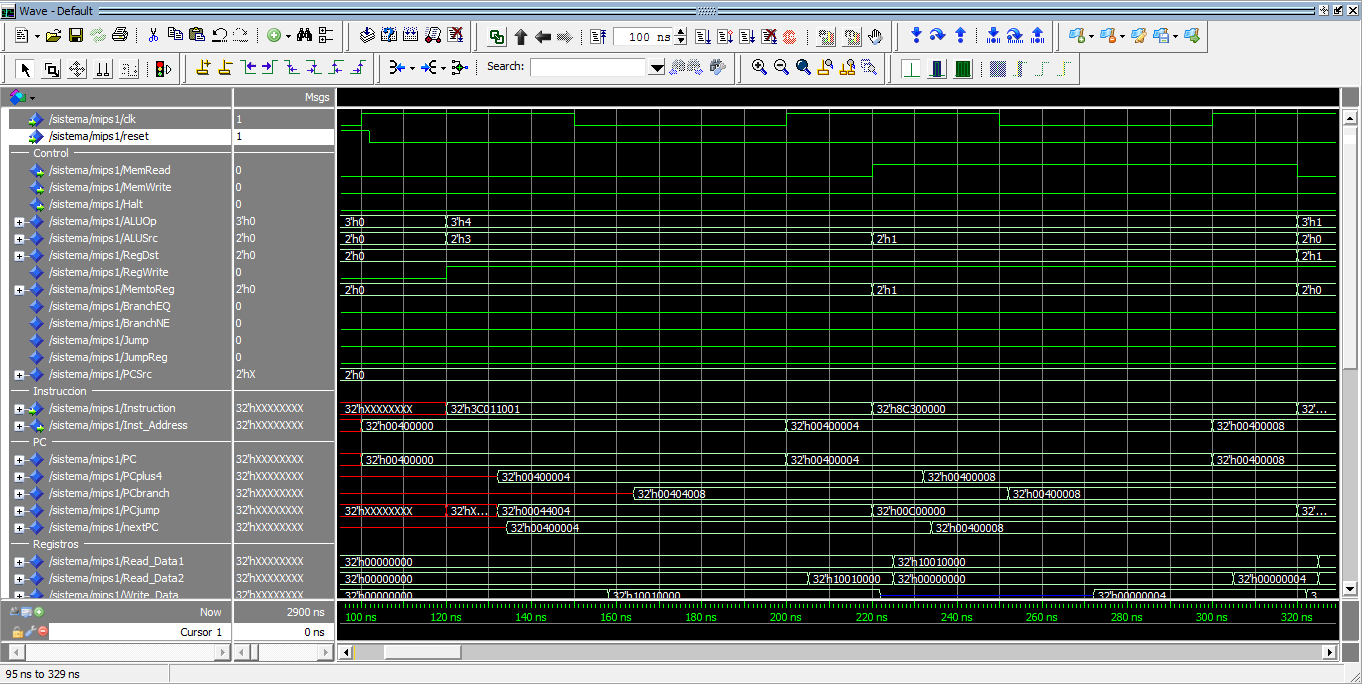 Wave - Default
100 ns
Search:
Msgs
/sistema/mips1/clk 1
/sistema/mips1/reset 1
Control
/sistema/mips1/MemRead 0
/sistema/mips1/MemWrite 0
/sistema/mips1/Halt 0
/sistema/mips1/ALUOp 3'h0 3'h0 3'h4 3'h1
/sistema/mips1/ALUSrc 2'h0 2'h0 2'h3 2'h1 2'h0
/sistema/mips1/RegDst 2'h0 2'h0 2'h1
/sistema/mips1/RegWrite 0
/sistema/mips1/MemtoReg 2'h0 2'h0 2'h1 2'h0
/sistema/mips1/BranchEQ 0
/sistema/mips1/BranchNE 0
/sistema/mips1/Jump 0
/sistema/mips1/JumpReg 0
/sistema/mips1/PCSrc 2'hX 2'h0
Instruccion
/sistema/mips1/Instruction 32'hXXXXXXXX 32'hXXXXXXXX 32'h3C011001 32'h8C300000 32'...
/sistema/mips1/Inst_Address 32'hXXXXXXXX 32'h00400000 32'h00400004 32'h00400008
PC
/sistema/mips1/PC 32'hXXXXXXXX 32'h00400000 32'h00400004 32'h00400008
/sistema/mips1/PCplus4 32'hXXXXXXXX 32'h00400004 32'h00400008
/sistema/mips1/PCbranch 32'hXXXXXXXX 32'h00404008 32'h00400008
/sistema/mips1/PCjump 32'hXXXXXXXX 32'hXXXXXXXX 32'hX... 32'h00044004 32'h00C00000 32'...
/sistema/mips1/nextPC 32'hXXXXXXXX 32'h00400004 32'h00400008
Registros
/sistema/mips1/Read_Data1 32'hXXXXXXXX 32'h00000000 32'h10010000
/sistema/mips1/Read_Data2 32'hXXXXXXXX 32'h00000000 32'h10010000 32'h00000000 32'h00000004
/sistema/mips1/Write_Data 32'hXXXXXXXX 32'h00000000 32'h10010000 32'h00000004 3
Now 2900 ns
Cursor 1 0 ns
100 ns 120 ns 140 ns 160 ns 180 ns 200 ns 220 ns 240 ns 260 ns 280 ns 300 ns 320 ns
95 ns to 329 ns